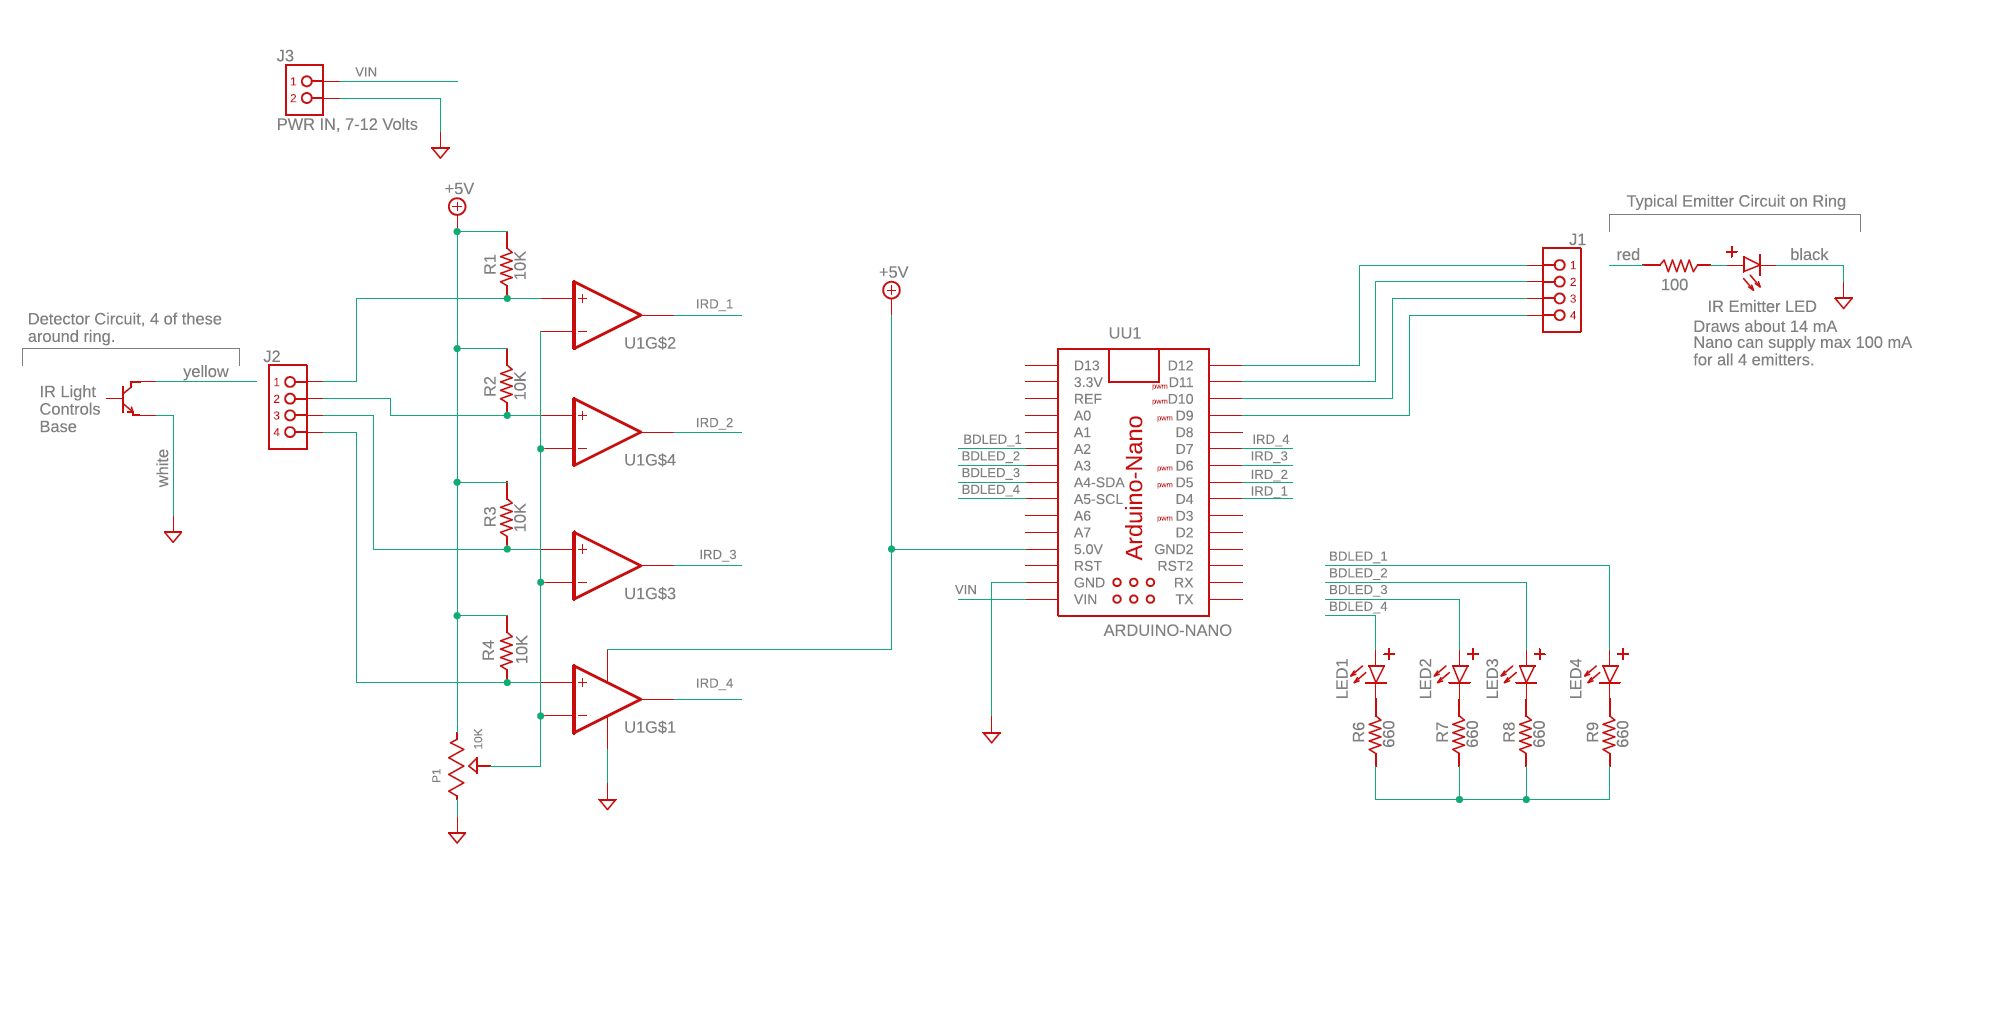 J3
VIN
1
2
PWR IN, 7-12 Volts
+5V
R1
10K
IRD_1
U1G$2
Detector Circuit, 4 of these
around ring.
yellow
IR Light
Controls
Base
white
J2
1
2
3
4
R2
10K
IRD_2
U1G$4
R3
10K
IRD_3
U1G$3
R4
10K
IRD_4
U1G$1
P1
10K
+5V
UU1
D13
3.3V
REF
A0
A1
A2
A3
A4-SDA
A5-SCL
A6
A7
5.0V
RST
GND
VIN
BDLED_1
BDLED_2
BDLED_3
BDLED_4
VIN
Arduino-Nano
D12
pwm D11
pwm D10
pwm D9
D8
D7
pwm D6
pwm D5
D4
pwm D3
D2
GND2
RST2
RX
TX
IRD_4
IRD_3
IRD_2
IRD_1
ARDUINO-NANO
Typical Emitter Circuit on Ring
J1
1
2
3
4
red
+
black
100
IR Emitter LED
Draws about 14 mA
Nano can supply max 100 mA
for all 4 emitters.
BDLED_1
BDLED_2
BDLED_3
BDLED_4
LED1
+
LED2
+
LED3
+
LED4
+
R6
660
R7
660
R8
660
R9
660